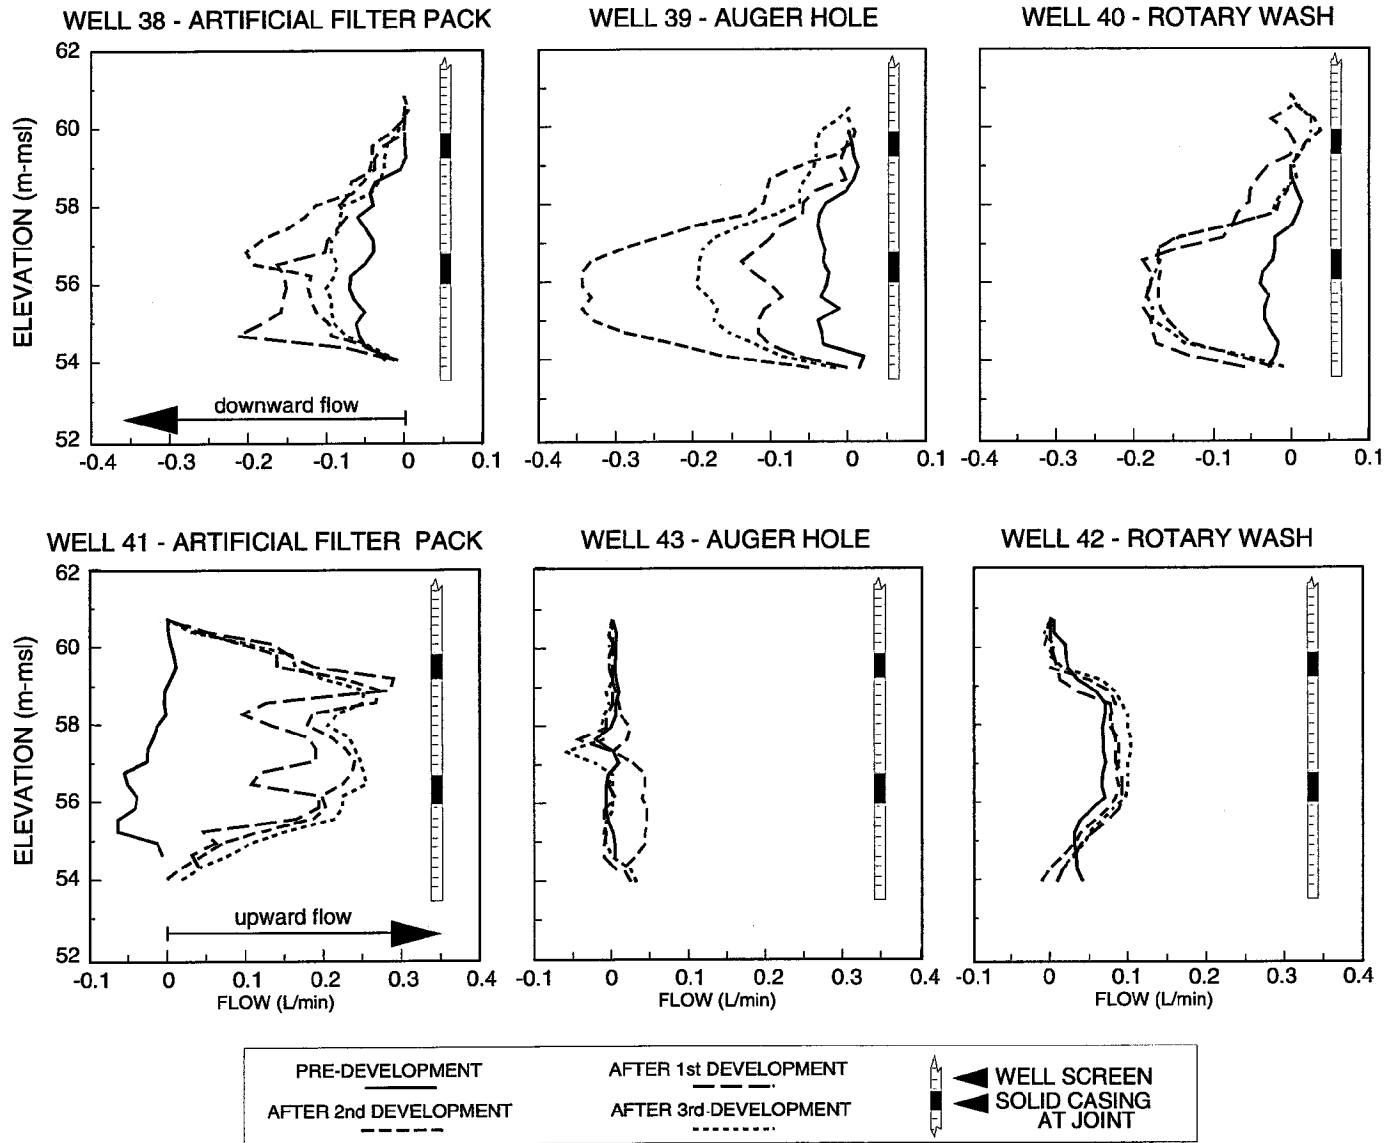 WELL 38 - ARTIFICIAL FILTER PACK
WELL 39 - AUGER HOLE
WELL 40 - ROTARY WASH
ELEVATION (m-msl)
62
60
58
56
54
52
downward flow
-0.4 -0.3 -0.2 -0.1 0 0.1
-0.4 -0.3 -0.2 -0.1 0 0.1
-0.4 -0.3 -0.2 -0.1 0 0.1
WELL 41 - ARTIFICIAL FILTER PACK
WELL 43 - AUGER HOLE
WELL 42 - ROTARY WASH
ELEVATION (m-msl)
62
60
58
56
54
52
upward flow
-0.1 0 0.1 0.2 0.3 0.4
FLOW (L/min)
-0.1 0 0.1 0.2 0.3 0.4
FLOW (L/min)
-0.1 0 0.1 0.2 0.3 0.4
FLOW (L/min)
PRE-DEVELOPMENT
AFTER 1st DEVELOPMENT
AFTER 2nd DEVELOPMENT
AFTER 3rd DEVELOPMENT
WELL SCREEN
SOLID CASING
AT JOINT